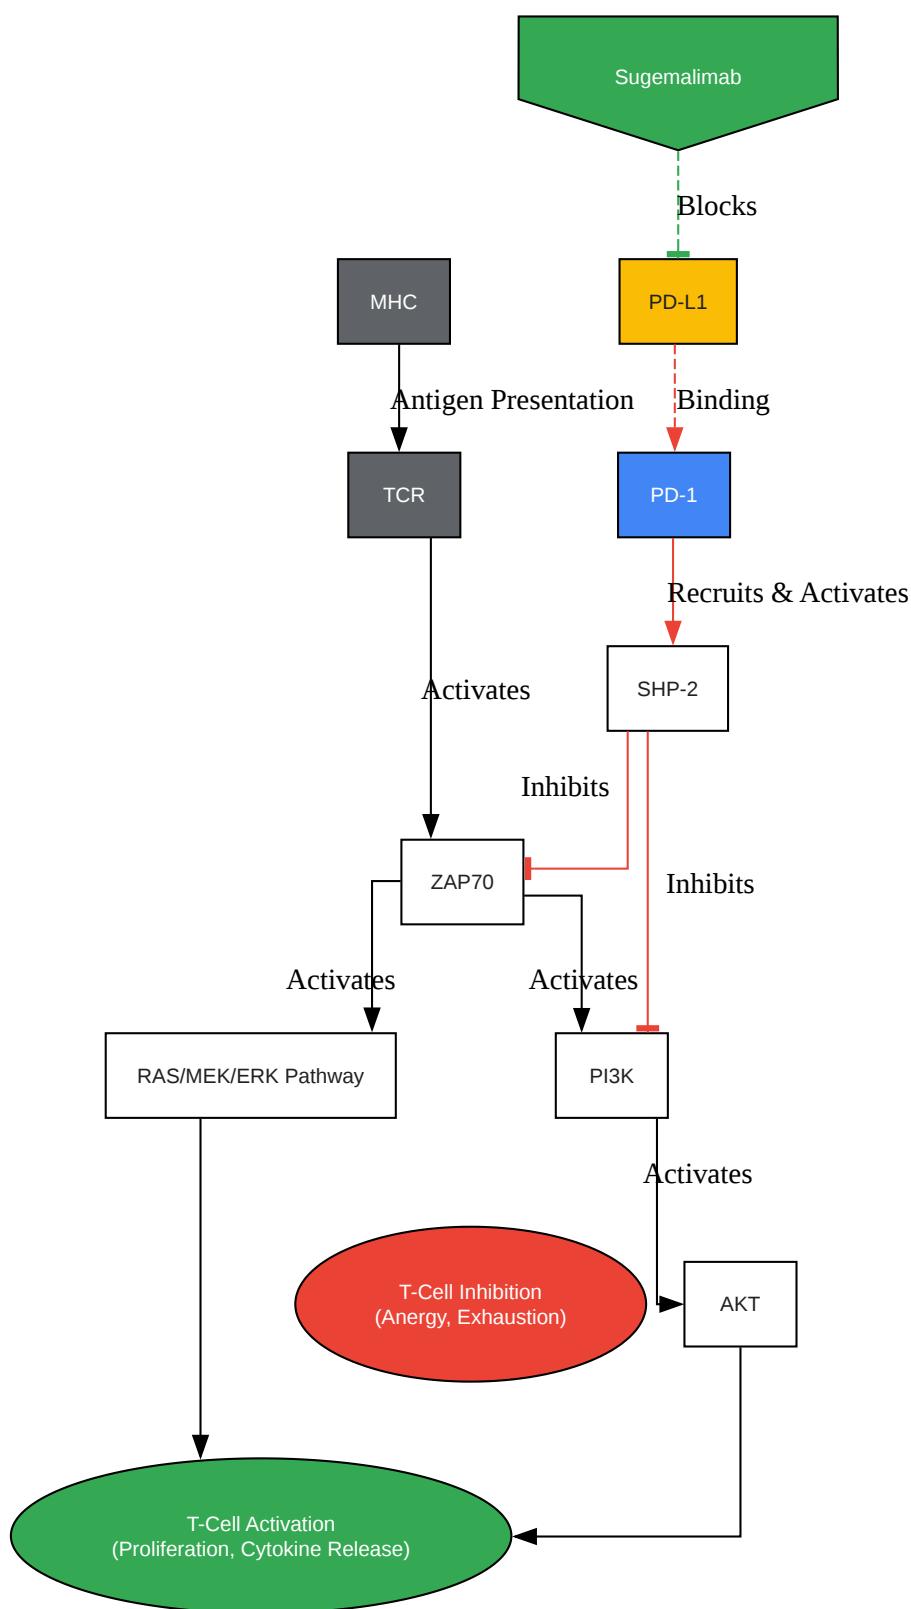 Sugemalimab
Blocks
MHC
PD-L1
Antigen Presentation
Binding
TCR
PD-1
Recruits & Activates
SHP-2
Activates
Inhibits
ZAP70
Inhibits
Activates
Activates
RAS/MEK/ERK Pathway
PI3K
Activates
T-Cell Inhibition
(Anergy, Exhaustion)
AKT
T-Cell Activation
(Proliferation, Cytokine Release)